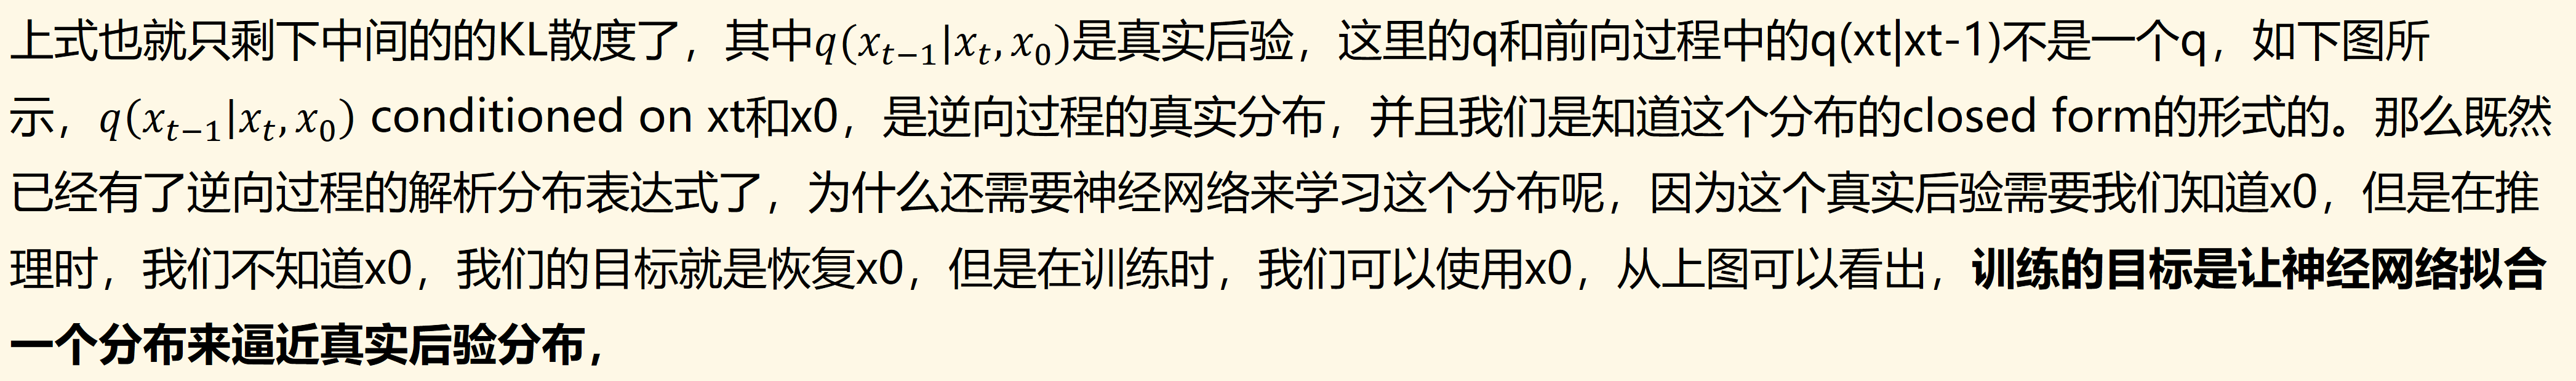 上式也就只剩下中间的的KL散度了，其中$q(x_{t-1}|x_t, x_0)$是真实后验，这里的q和前向过程中的q(xt|xt-1)不是一个q，如下图所
示，$q(x_{t-1}|x_t, x_0)$ conditioned on xt和x0，是逆向过程的真实分布，并且我们是知道这个分布的closed form的形式的。那么既然
已经有了逆向过程的解析分布表达式了，为什么还需要神经网络来学习这个分布呢，因为这个真实后验需要我们知道x0，但是在推
理时，我们不知道x0，我们的目标就是恢复x0，但是在训练时，我们可以使用x0，从上图可以看出，训练的目标是让神经网络拟合
一个分布来逼近真实后验分布，